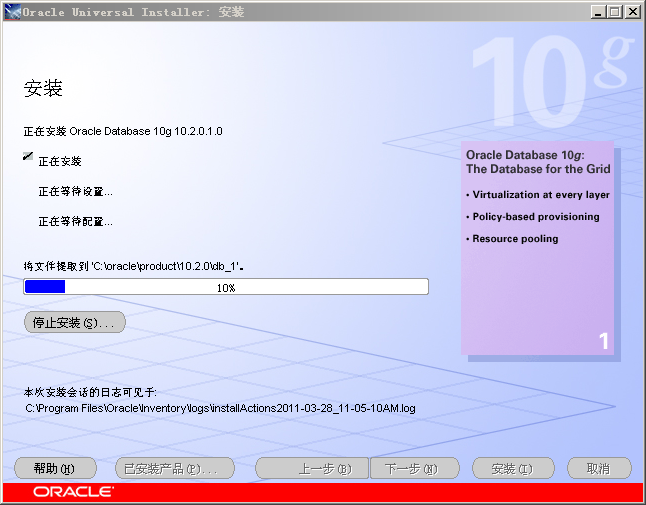 Oracle Universal Installer: 安装
10g
安装
正在安装 Oracle Database 10g 10.2.0.1.0
正在安装
正在等待设置...
正在等待配置...
将文件提取到 'C:\oracle\product\10.2.0\db_1'。
10%
停止安装(S)...
Oracle Database 10g:
The Database for the Grid
• Virtualization at every layer
• Policy-based provisioning
• Resource pooling
1
本次安装会话的日志可见于:
C:\Program Files\Oracle\Inventory\logs\installActions2011-03-28_11-05-10AM.log
帮助(H) 已安装产品(P)... 上一步(B) 下一步(N) 安装(I) 取消
ORACLE